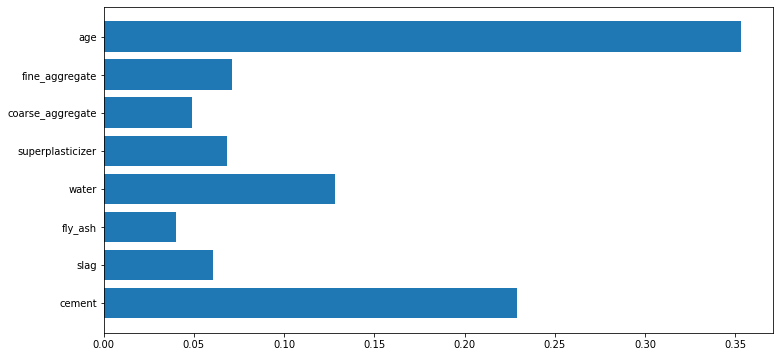 age
fine_aggregate
coarse_aggregate
superplasticizer
water
fly_ash
slag
cement
0.00 0.05 0.10 0.15 0.20 0.25 0.30 0.35